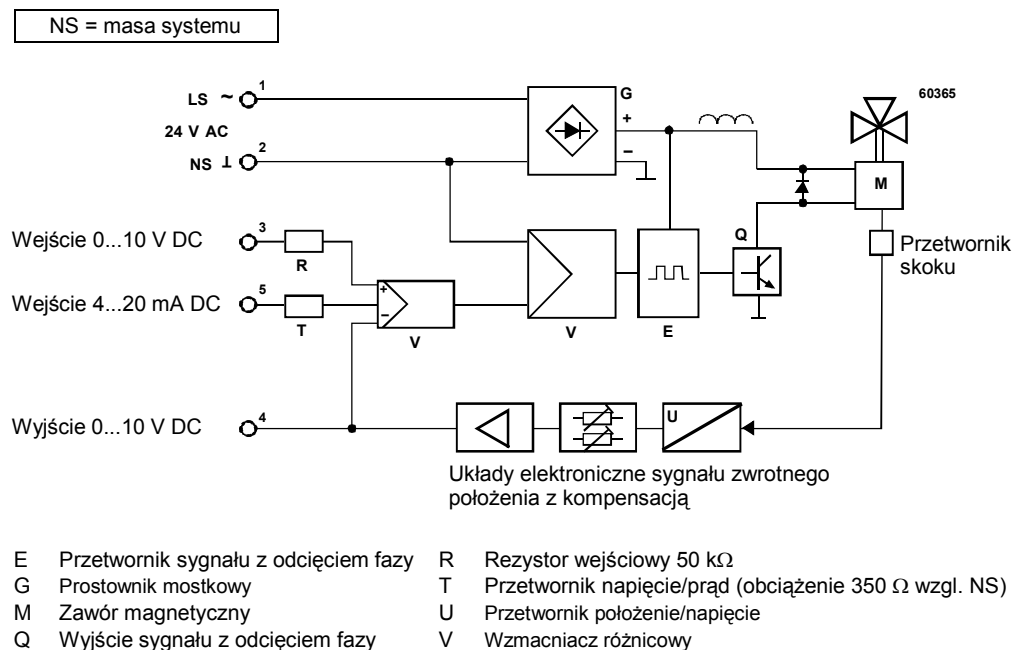 NS = masa systemu
LS ~ 1
G
60365
24 V AC
+
NS ⊥ 2
−
M
Wejście 0...10 V DC 3
R
Q
Przetwornik
skoku
Wejście 4...20 mA DC 5
T
+
−
V
V
E
Wyjście 0...10 V DC 4
U
Układy elektroniczne sygnału zwrotnego
położenia z kompensacją
E Przetwornik sygnału z odcięciem fazy R Rezystor wejściowy 50 kΩ
G Prostownik mostkowy T Przetwornik napięcie/prąd (obciążenie 350 Ω wzgl. NS)
M Zawór magnetyczny U Przetwornik położenie/napięcie
Q Wyjście sygnału z odcięciem fazy V Wzmacniacz różnicowy